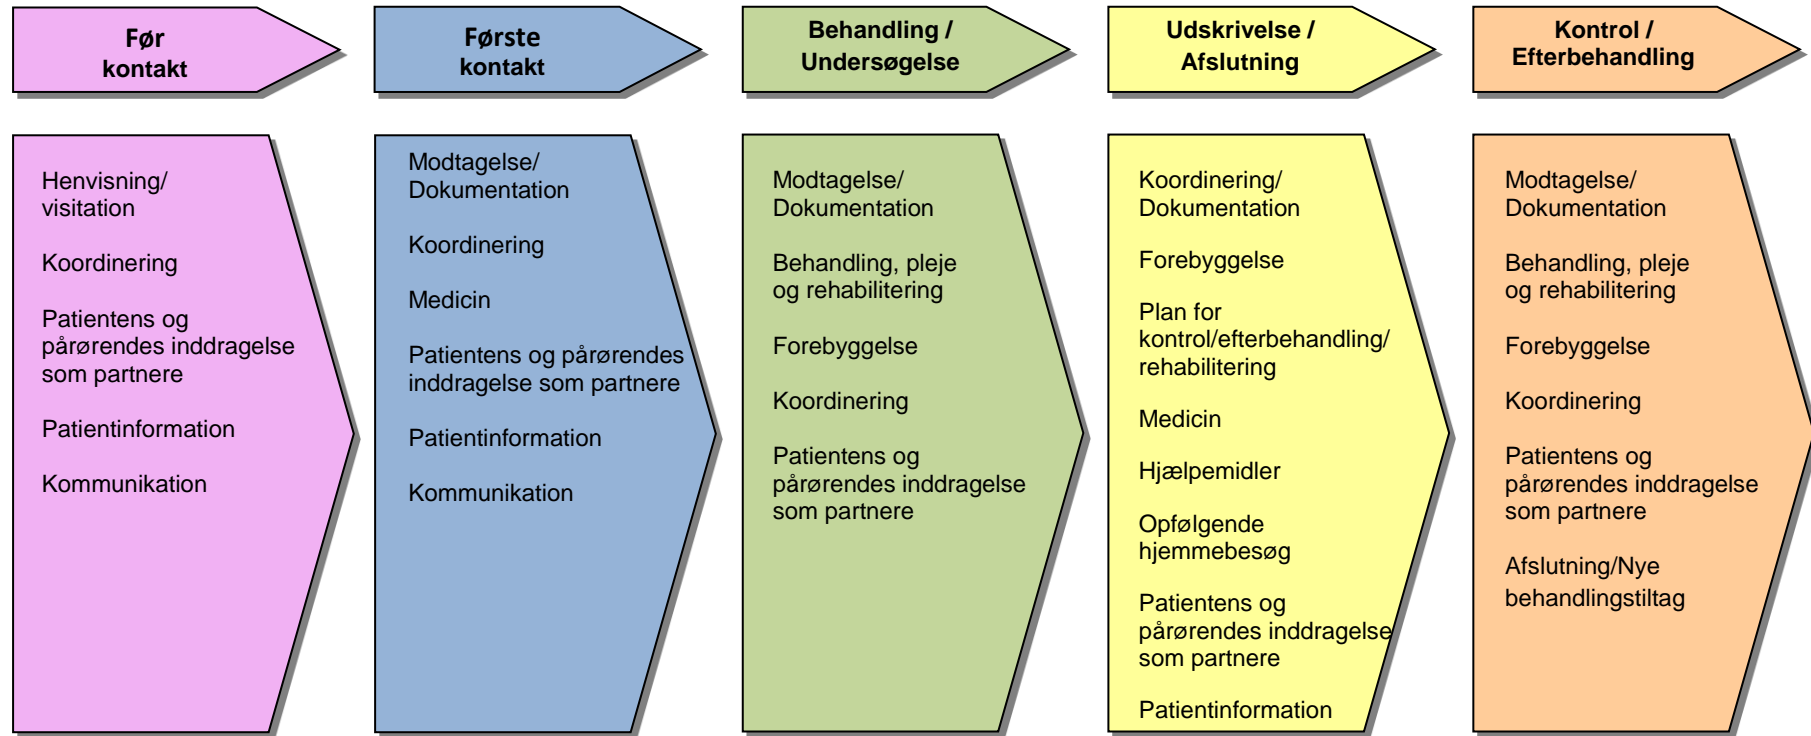 Før
kontakt
Første
kontakt
Behandling /
Undersøgelse
Udskrivelse /
Afslutning
Kontrol /
Efterbehandling
Henvisning/
visitation
Koordinering
Patientens og
pårørendes inddragelse
som partnere
Patientinformation
Kommunikation
Modtagelse/
Dokumentation
Koordinering
Medicin
Patientens og pårørendes
inddragelse som partnere
Patientinformation
Kommunikation
Modtagelse/
Dokumentation
Behandling, pleje
og rehabilitering
Forebyggelse
Koordinering
Patientens og
pårørendes inddragelse
som partnere
Koordinering/
Dokumentation
Forebyggelse
Plan for
kontrol/efterbehandling/
rehabilitering
Medicin
Hjælpemidler
Opfølgende
hjemmebesøg
Patientens og
pårørendes inddragelse
som partnere
Patientinformation
Modtagelse/
Dokumentation
Behandling, pleje
og rehabilitering
Forebyggelse
Koordinering
Patientens og
pårørendes inddragelse
som partnere
Afslutning/Nye
behandlingstiltag